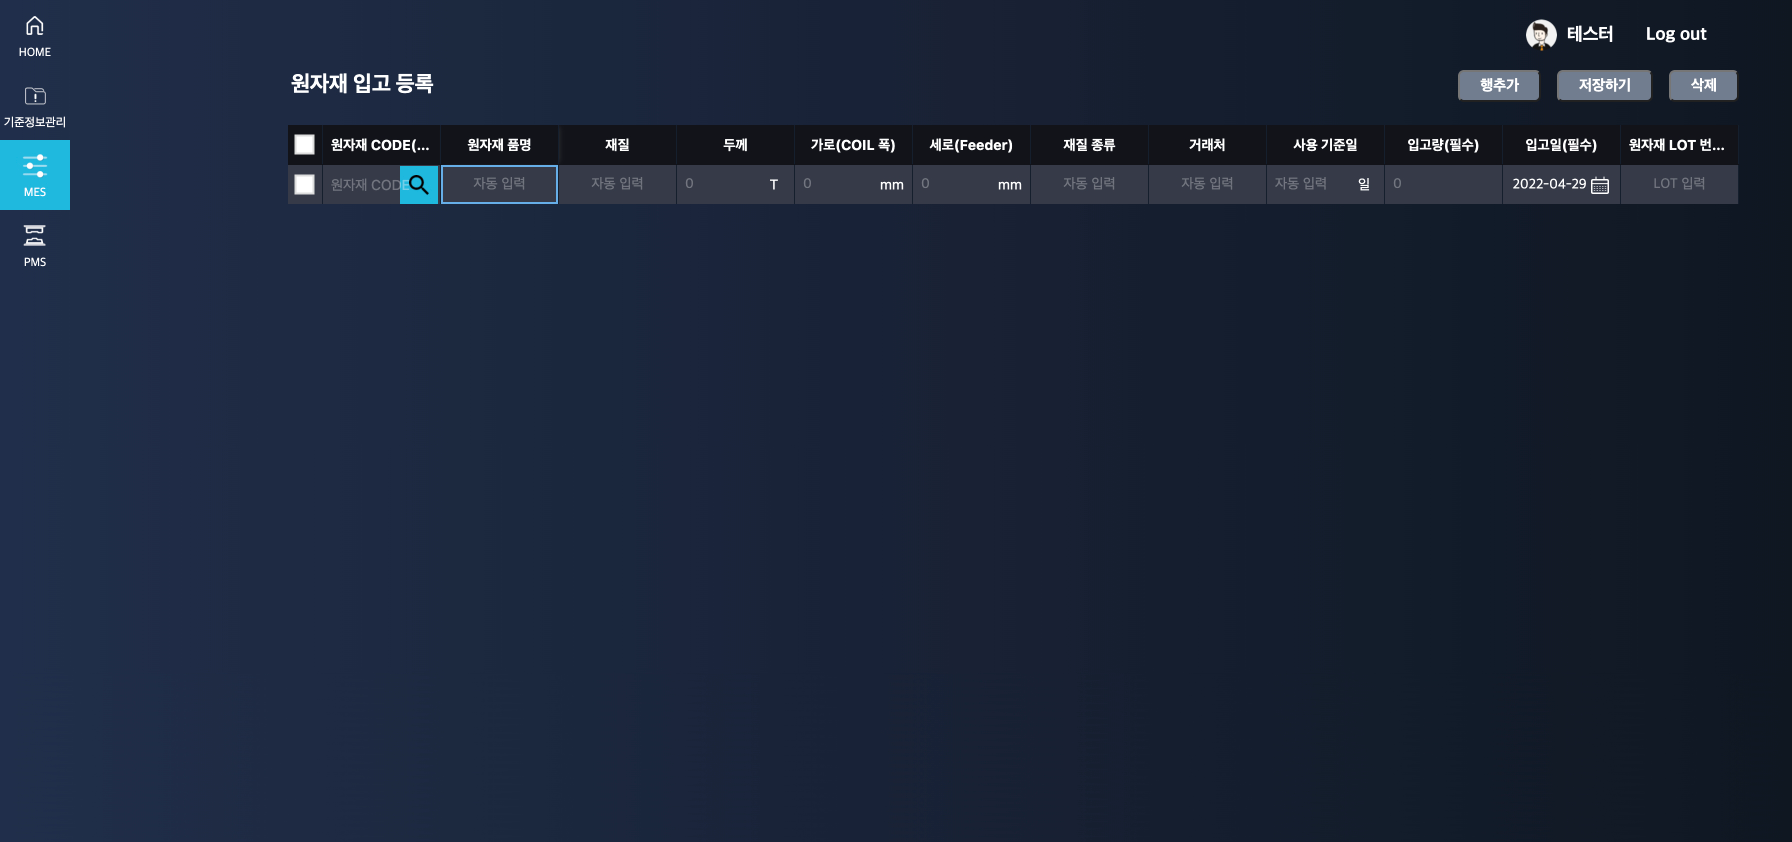 HOME
기준정보관리
MES
PMS
테스터 Log out
원자재 입고 등록
행추가 저장하기 삭제
원자재 CODE(... 원자재 품명 재질 두께 가로(COIL 폭) 세로(Feeder) 재질 종류 거래처 사용 기준일 입고량(필수) 입고일(필수) 원자재 LOT 번...
원자재 CODE 자동 입력 자동 입력 0 T 0 mm 0 mm 자동 입력 자동 입력 자동 입력 일 0 2022-04-29 LOT 입력